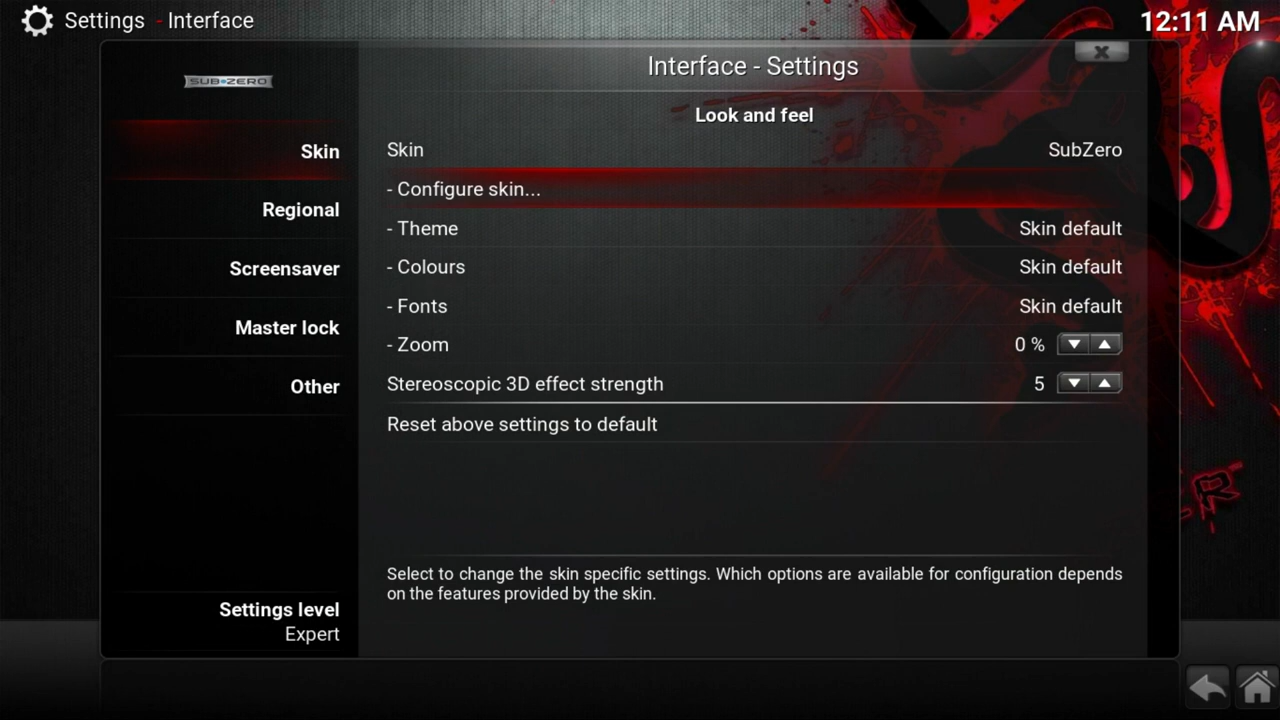 Settings - Interface
12:11 AM
SUB-ZERO
Interface - Settings
Look and feel
Skin
Regional
Screensaver
Master lock
Other
Settings level
Expert
Skin SubZero
- Configure skin...
- Theme Skin default
- Colours Skin default
- Fonts Skin default
- Zoom 0 %
Stereoscopic 3D effect strength 5
Reset above settings to default
Select to change the skin specific settings. Which options are available for configuration depends
on the features provided by the skin.
R